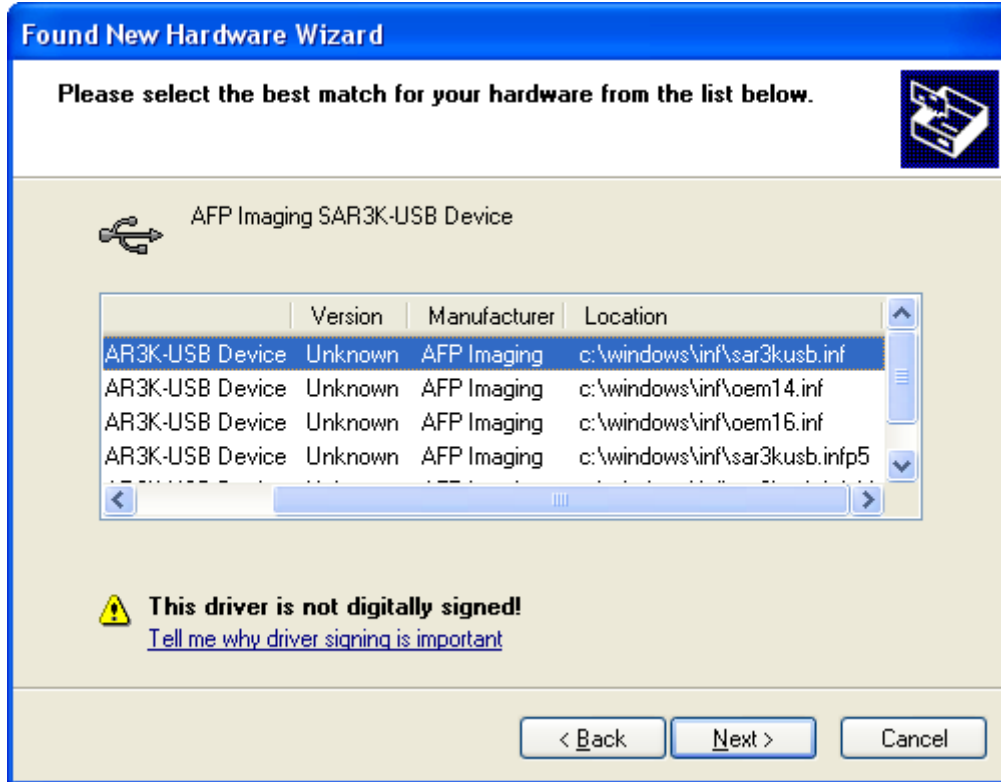 Found New Hardware Wizard
Please select the best match for your hardware from the list below.
AFP Imaging SAR3K-USB Device
Version Manufacturer Location
AR3K-USB Device Unknown AFP Imaging c:\windows\inf\sar3kusb.inf
AR3K-USB Device Unknown AFP Imaging c:\windows\inf\oem14.inf
AR3K-USB Device Unknown AFP Imaging c:\windows\inf\oem16.inf
AR3K-USB Device Unknown AFP Imaging c:\windows\inf\sar3kusb.infp5
This driver is not digitally signed!
Tell me why driver signing is important
< Back Next > Cancel